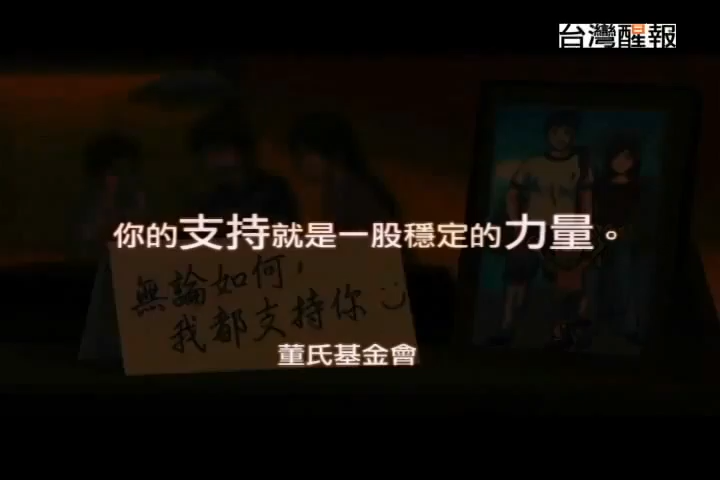 台灣醒報
你的支持就是一股穩定的力量。
無論如何，
我都支持你
董氏基金會